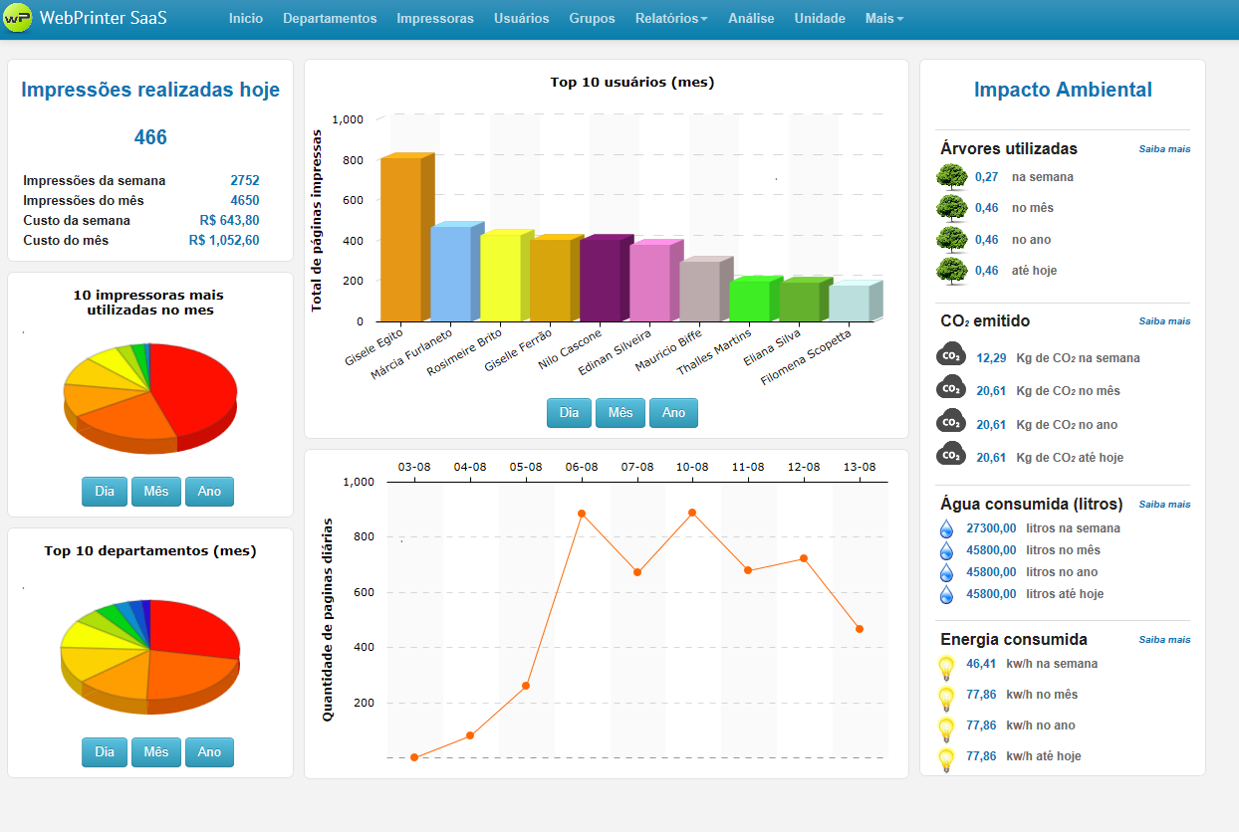 wP WebPrinter SaaS
Inicio Departamentos Impressoras Usuários Grupos Relatórios Análise Unidade Mais
Impressões realizadas hoje
466
Impressões da semana 2752
Impressões do mês 4650
Custo da semana R$ 643,80
Custo do mês R$ 1,052,60
10 impressoras mais
utilizadas no mes
Dia Mês Ano
Top 10 departamentos (mes)
Dia Mês Ano
Top 10 usuários (mes)
Total de páginas impressas
1,000
800
600
400
200
0
Gisele Egito
Márcia Furlaneto
Rosimeire Brito
Giselle Ferrão
Nilo Cascone
Edinan Silveira
Mauricio Biffe
Thalles Martins
Eliana Silva
Filomena Scopetta
Dia Mês Ano
03-08 04-08 05-08 06-08 07-08 10-08 11-08 12-08 13-08
Quantidade de paginas diárias
1,000
800
600
400
200
Impacto Ambiental
Árvores utilizadas Saiba mais
0,27 na semana
0,46 no mês
0,46 no ano
0,46 até hoje
CO₂ emitido Saiba mais
CO₂ 12,29 Kg de CO₂ na semana
CO₂ 20,61 Kg de CO₂ no mês
CO₂ 20,61 Kg de CO₂ no ano
CO₂ 20,61 Kg de CO₂ até hoje
Água consumida (litros) Saiba mais
27300,00 litros na semana
45800,00 litros no mês
45800,00 litros no ano
45800,00 litros até hoje
Energia consumida Saiba mais
46,41 kw/h na semana
77,86 kw/h no mês
77,86 kw/h no ano
77,86 kw/h até hoje